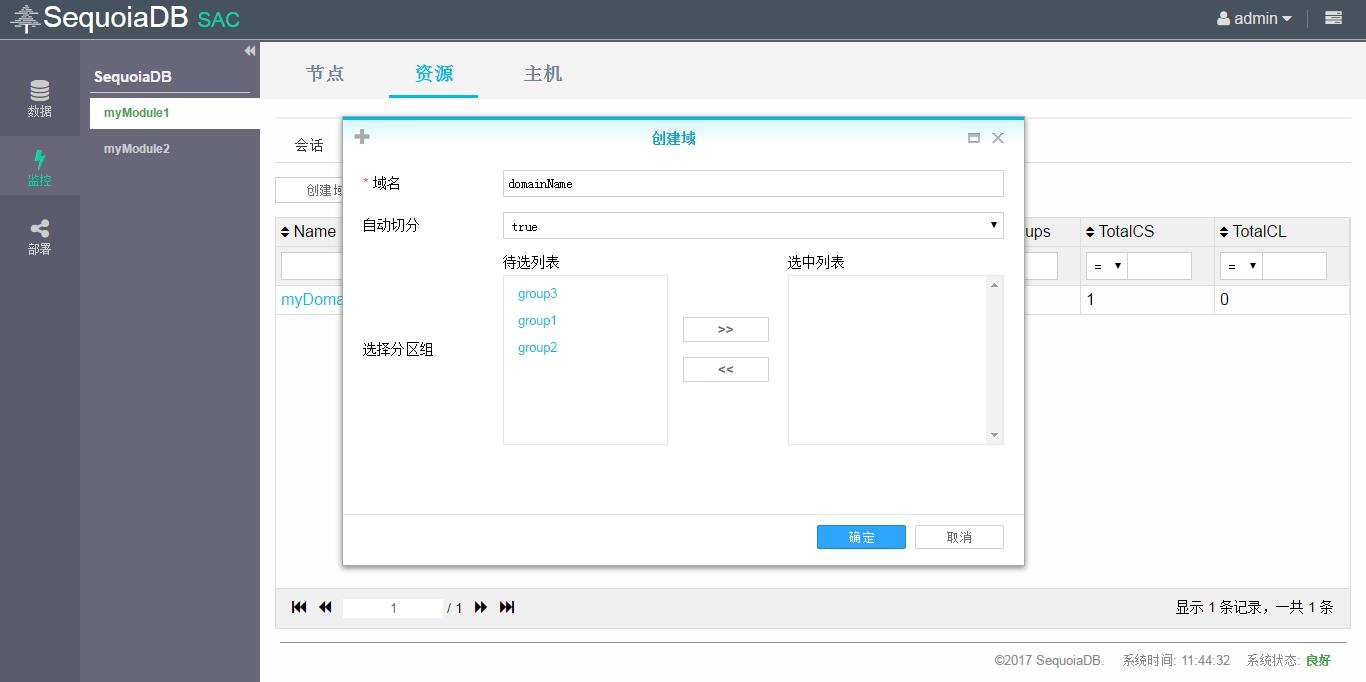 SequoiaDB SAC
admin
数据
监控
部署
SequoiaDB
myModule1
myModule2
节点 资源 主机
会话
创建域
Name
ups
TotalCS
TotalCL
=
=
myDoma
1
0
创建域
* 域名
domainName
自动切分
true
待选列表
选中列表
选择分区组
group3
group1
group2
>>
<<
确定
取消
1 / 1
显示 1 条记录，一共 1 条
©2017 SequoiaDB. 系统时间: 11:44:32 系统状态: 良好